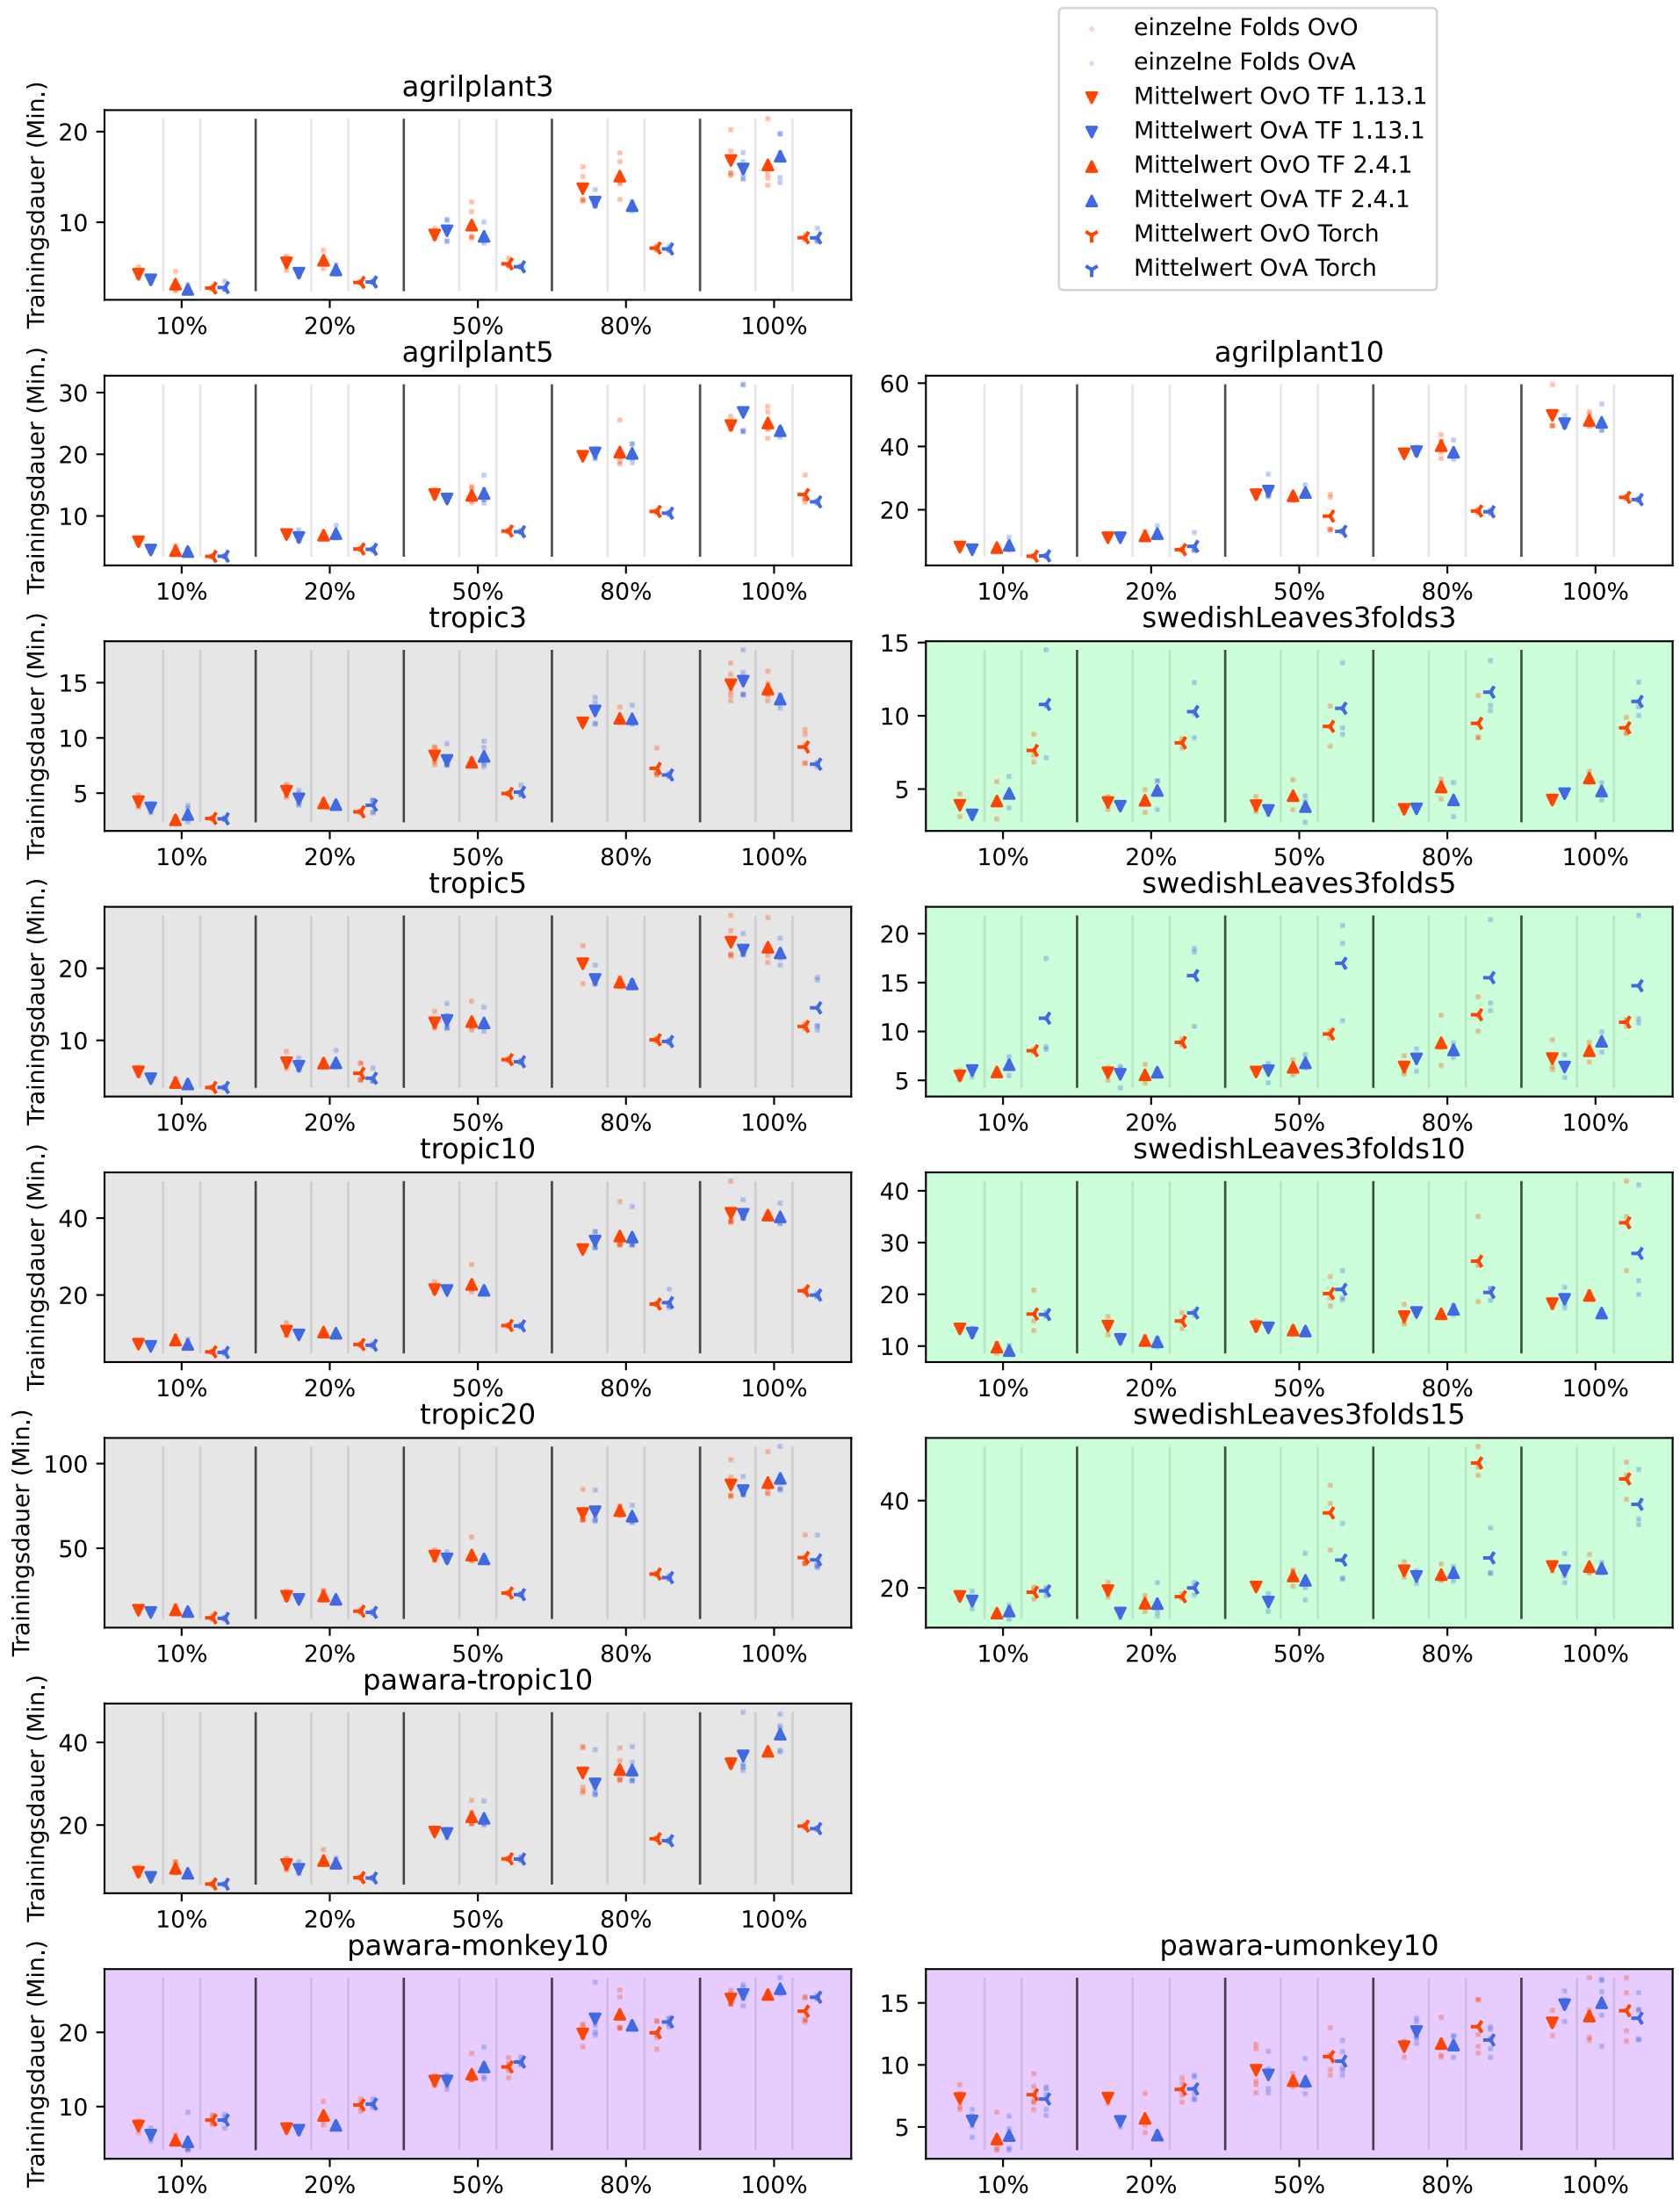 einzelne Folds OvO
einzelne Folds OvA
Mittelwert OvO TF 1.13.1
Mittelwert OvA TF 1.13.1
Mittelwert OvO TF 2.4.1
Mittelwert OvA TF 2.4.1
Mittelwert OvO Torch
Mittelwert OvA Torch
agrilplant3
Trainingsdauer (Min.)
20
10
10% 20% 50% 80% 100%
agrilplant5
Trainingsdauer (Min.)
30
20
10
10% 20% 50% 80% 100%
agrilplant10
60
40
20
10% 20% 50% 80% 100%
tropic3
Trainingsdauer (Min.)
15
10
5
10% 20% 50% 80% 100%
swedishLeaves3folds3
15
10
5
10% 20% 50% 80% 100%
tropic5
Trainingsdauer (Min.)
20
10
10% 20% 50% 80% 100%
swedishLeaves3folds5
20
15
10
5
10% 20% 50% 80% 100%
tropic10
Trainingsdauer (Min.)
40
20
10% 20% 50% 80% 100%
swedishLeaves3folds10
40
30
20
10
10% 20% 50% 80% 100%
tropic20
Trainingsdauer (Min.)
100
50
10% 20% 50% 80% 100%
swedishLeaves3folds15
40
20
10% 20% 50% 80% 100%
pawara-tropic10
Trainingsdauer (Min.)
40
20
10% 20% 50% 80% 100%
pawara-monkey10
Trainingsdauer (Min.)
20
10
10% 20% 50% 80% 100%
pawara-umonkey10
15
10
5
10% 20% 50% 80% 100%